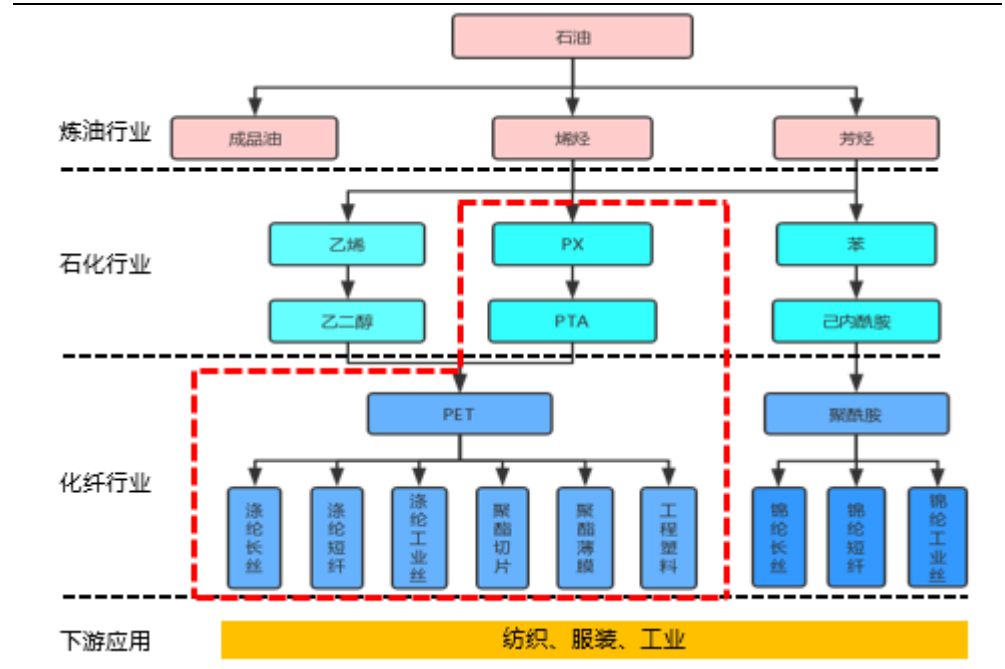 石油
炼油行业
成品油
烯烃
芳烃
石化行业
乙烯
PX
苯
乙二醇
PTA
己内酰胺
化纤行业
PET
聚酰胺
涤纶长丝
涤纶短纤
涤纶工业丝
聚酯切片
聚酯薄膜
工程塑料
锦纶长丝
锦纶短纤
锦纶工业丝
下游应用
纺织、服装、工业